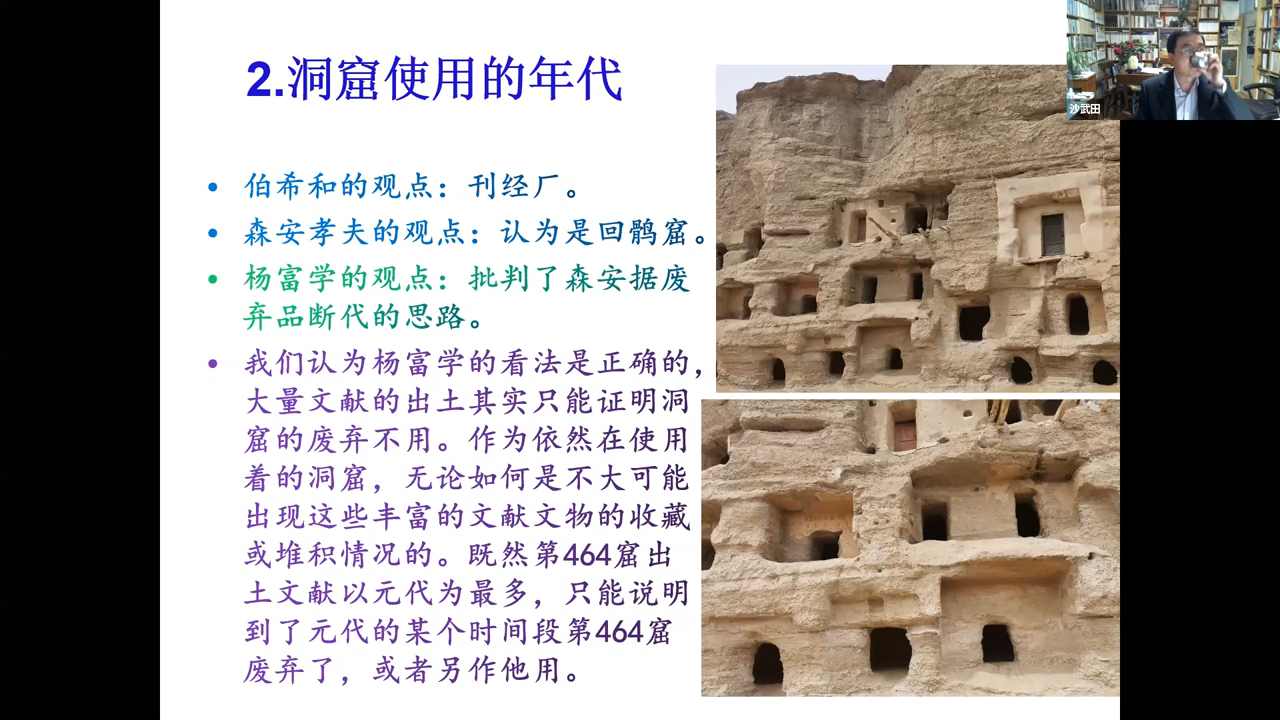 2.洞窟使用的年代
沙武田
• 伯希和的观点：刊经厂。
• 森安孝夫的观点：认为是回鹘窟。
• 杨富学的观点：批判了森安据废
弃品断代的思路。
• 我们认为杨富学的看法是正确的，
大量文献的出土其实只能证明洞
窟的废弃不用。作为依然在使用
着的洞窟，无论如何是不大可能
出现这些丰富的文献文物的收藏
或堆积情况的。既然第464窟出
土文献以元代为最多，只能说明
到了元代的某个时间段第464窟
废弃了，或者另作他用。